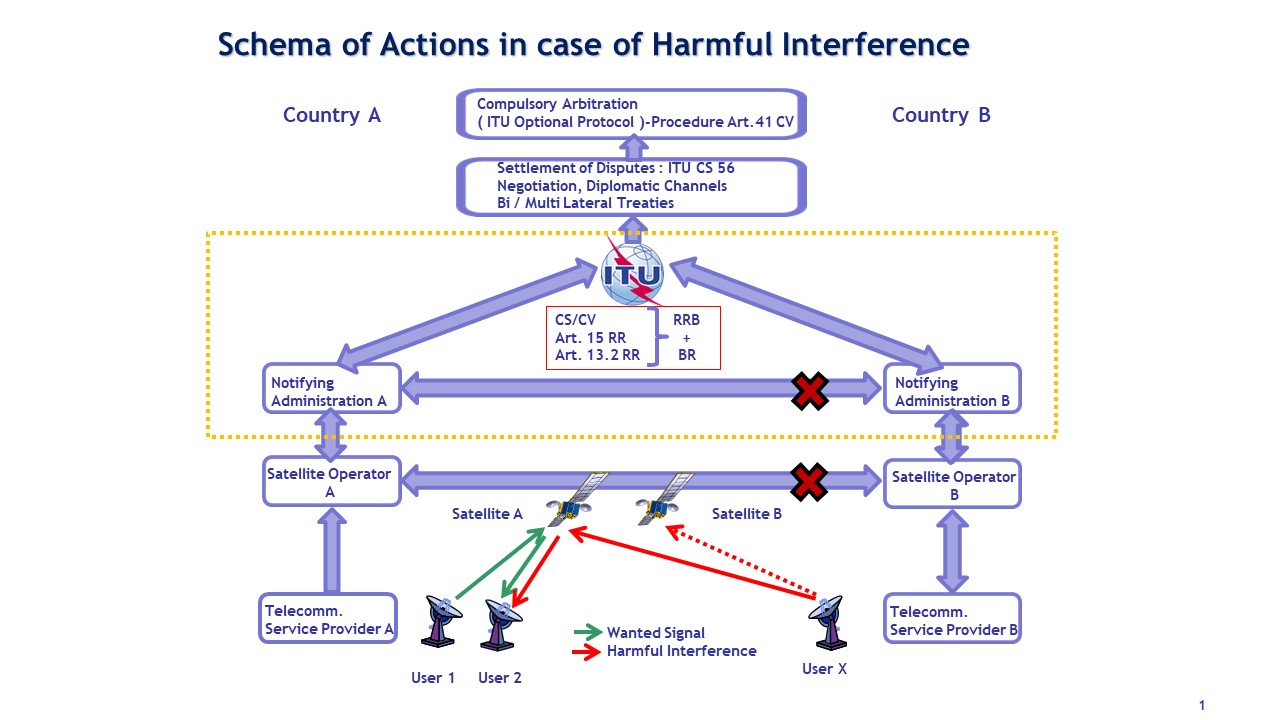 Schema of Actions in case of Harmful Interference
Country A
Country B
Compulsory Arbitration
( ITU Optional Protocol )-Procedure Art.41 CV
Settlement of Disputes : ITU CS 56
Negotiation, Diplomatic Channels
Bi / Multi Lateral Treaties
ITU
CS/CV
Art. 15 RR
Art. 13.2 RR
RRB
+
BR
Notifying
Administration A
Notifying
Administration B
Satellite Operator
A
Satellite Operator
B
Satellite A
Satellite B
Telecomm.
Service Provider A
Telecomm.
Service Provider B
Wanted Signal
Harmful Interference
User 1
User 2
User X
1